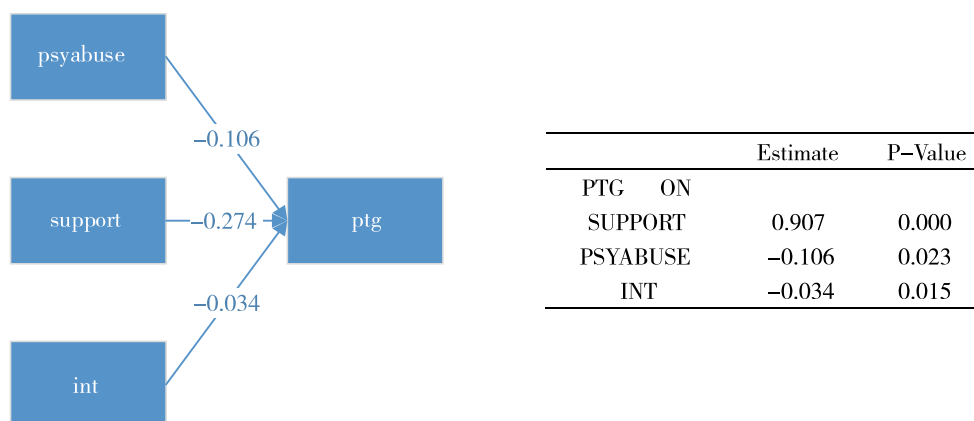 psyabuse
−0.106
support
−0.274
ptg
−0.034
int
Estimate P−Value
PTG ON
SUPPORT 0.907 0.000
PSYABUSE −0.106 0.023
INT −0.034 0.015